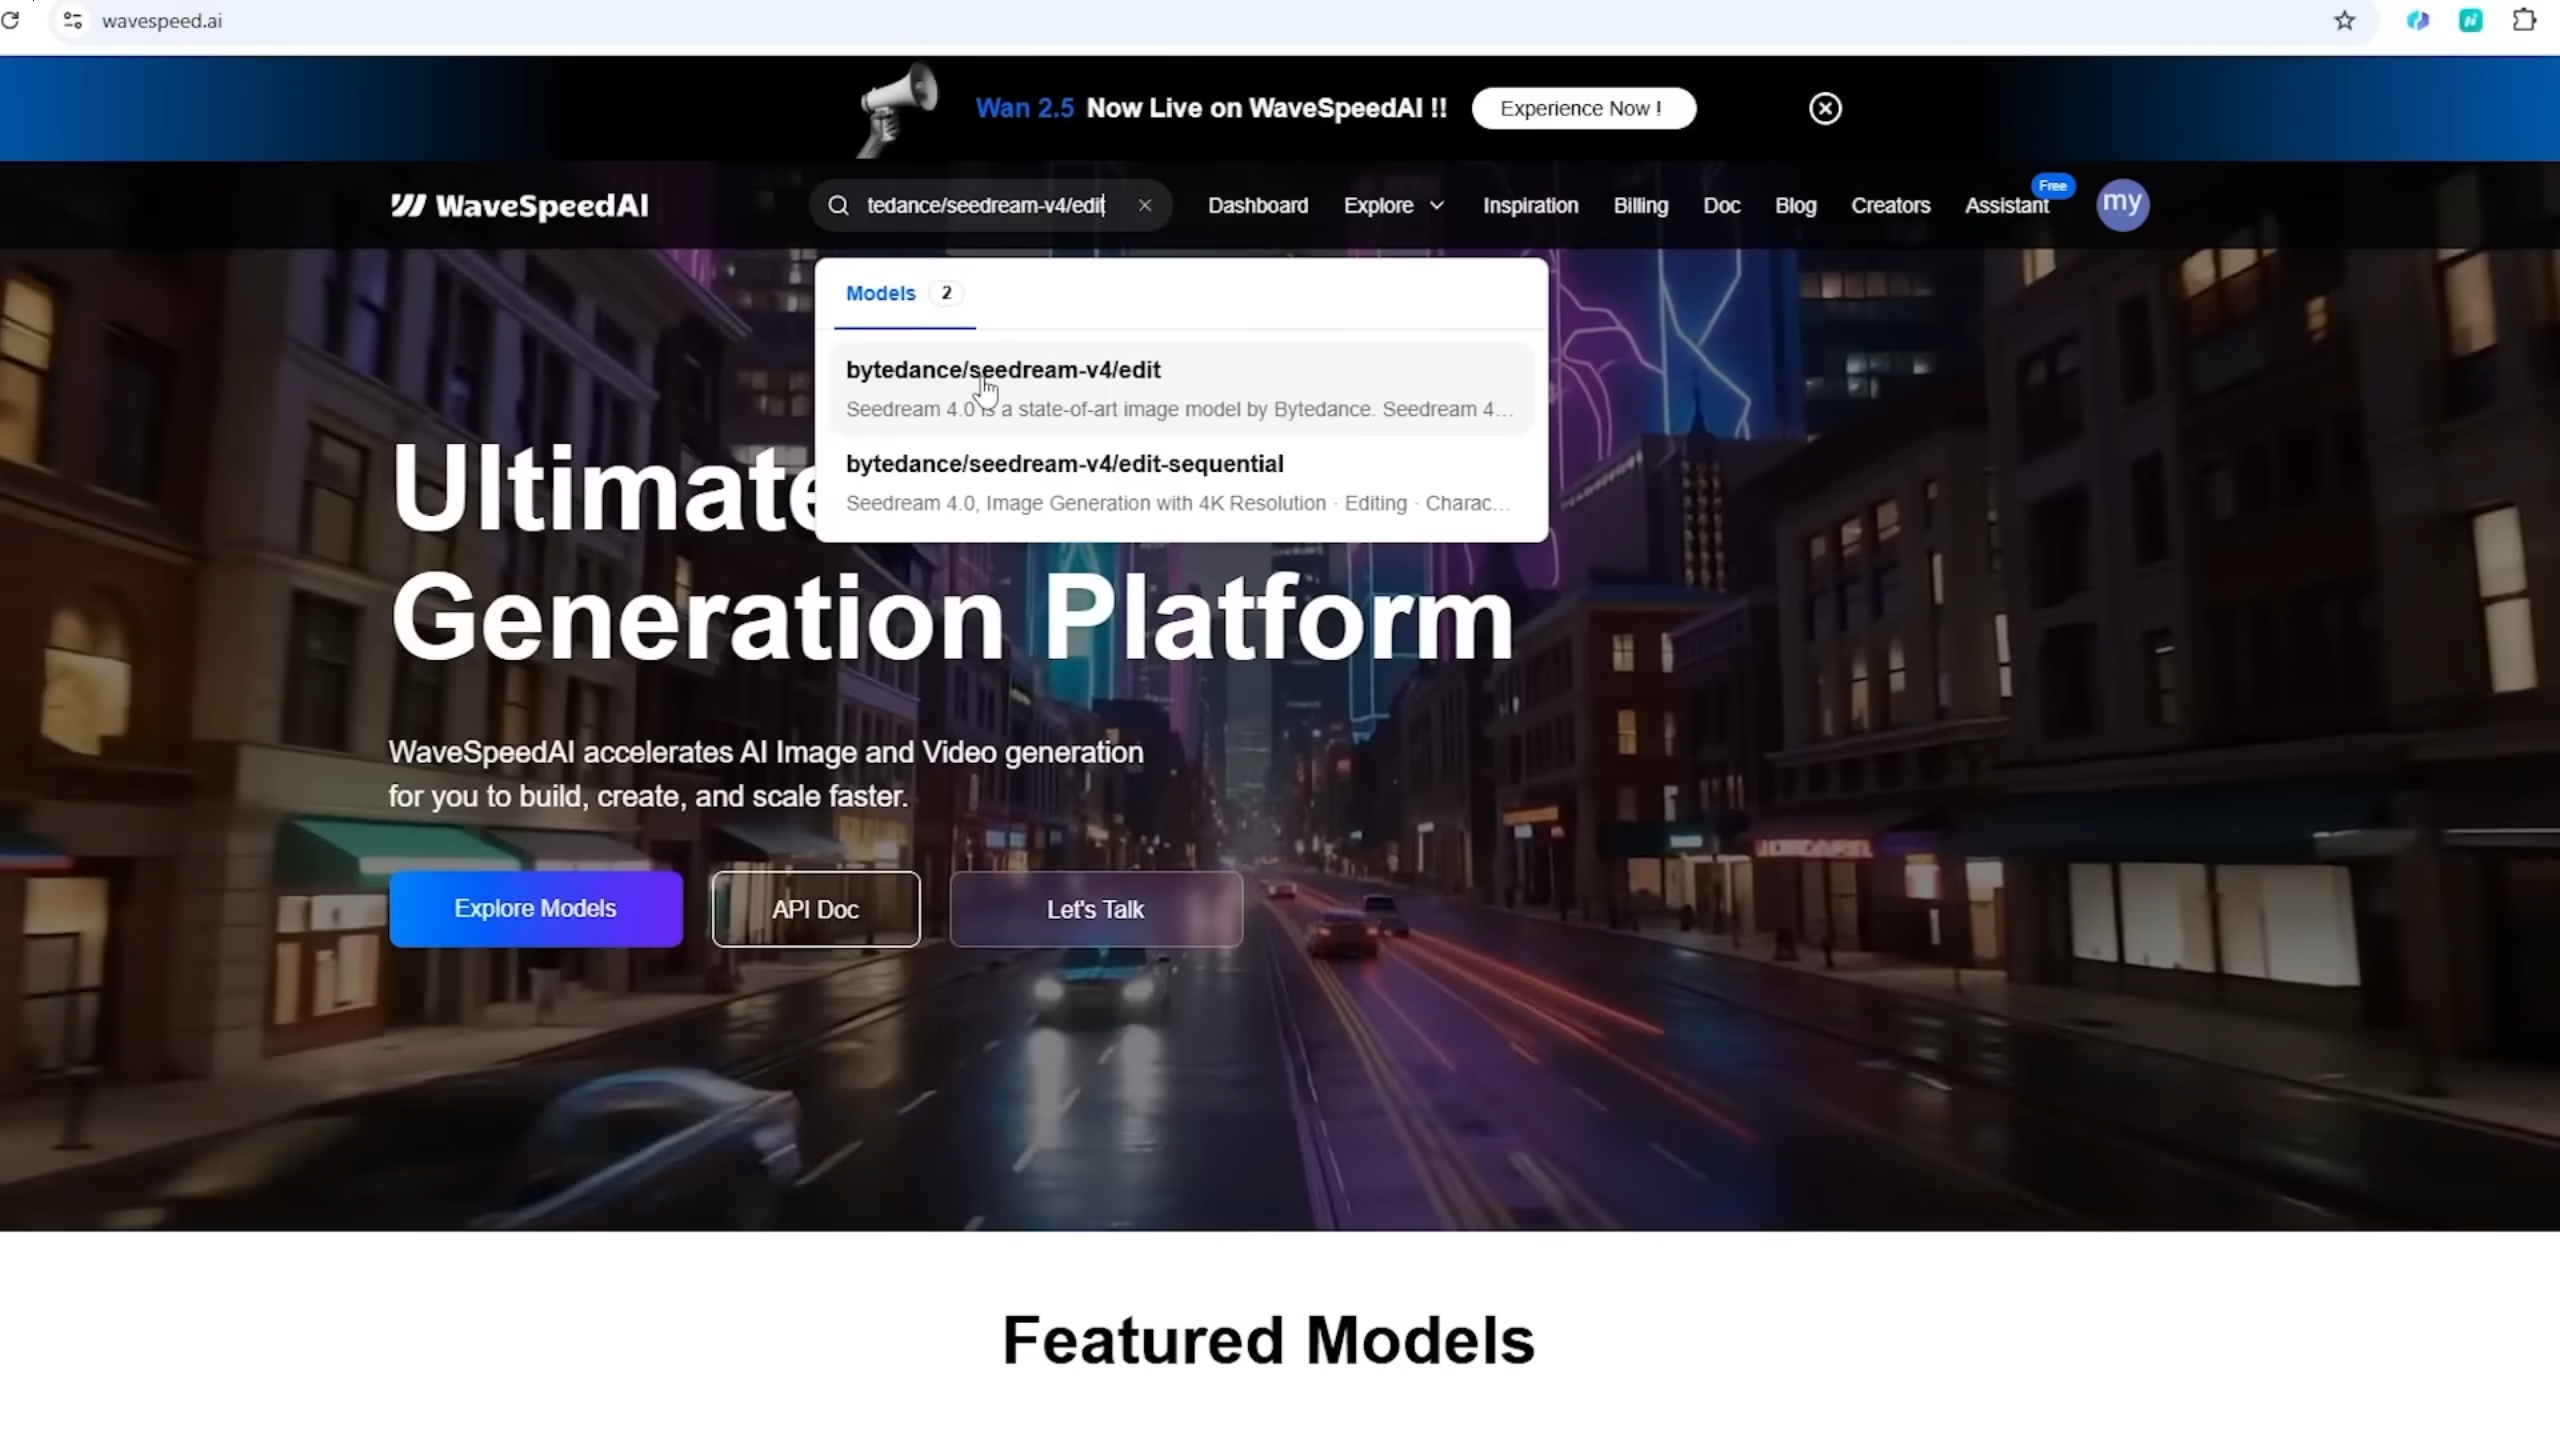 wavespeed.ai
Wan 2.5 Now Live on WaveSpeedAI !!
Experience Now !
WaveSpeedAI
tedance/seedream-v4/edit
Dashboard
Explore
Inspiration
Billing
Doc
Blog
Creators
Assistant
Free
my
Models 2
bytedance/seedream-v4/edit
Seedream 4.0 is a state-of-art image model by Bytedance. Seedream 4...
bytedance/seedream-v4/edit-sequential
Seedream 4.0, Image Generation with 4K Resolution · Editing · Charac...
Ultimate
Generation Platform
WaveSpeedAI accelerates AI Image and Video generation
for you to build, create, and scale faster.
Explore Models
API Doc
Let's Talk
Featured Models